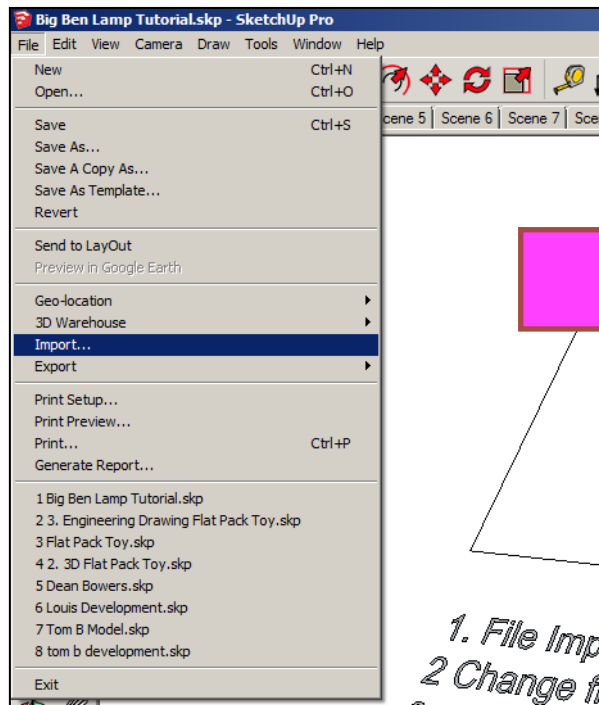 Big Ben Lamp Tutorial.skp - SketchUp Pro
File Edit View Camera Draw Tools Window Help
New Ctrl+N
Open... Ctrl+O
Scene 6 Scene 7
Save Ctrl+S
Save As...
Save A Copy As...
Save As Template...
Revert
Send to LayOut
Preview in Google Earth
Geo-location
3D Warehouse
Import...
Export
Print Setup...
Print Preview...
Print... Ctrl+P
Generate Report...
1 Big Ben Lamp Tutorial.skp
2 3. Engineering Drawing Flat Pack Toy.skp
3 Flat Pack Toy.skp
4 2. 3D Flat Pack Toy.skp
5 Dean Bowers.skp
6 Louis Development.skp
7 Tom B Model.skp
8 tom b development.skp
Exit
1. File
2 Change